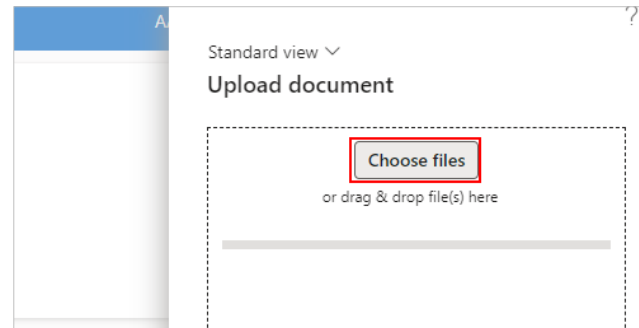 ?
Standard view
Upload document
Choose files
or drag & drop file(s) here